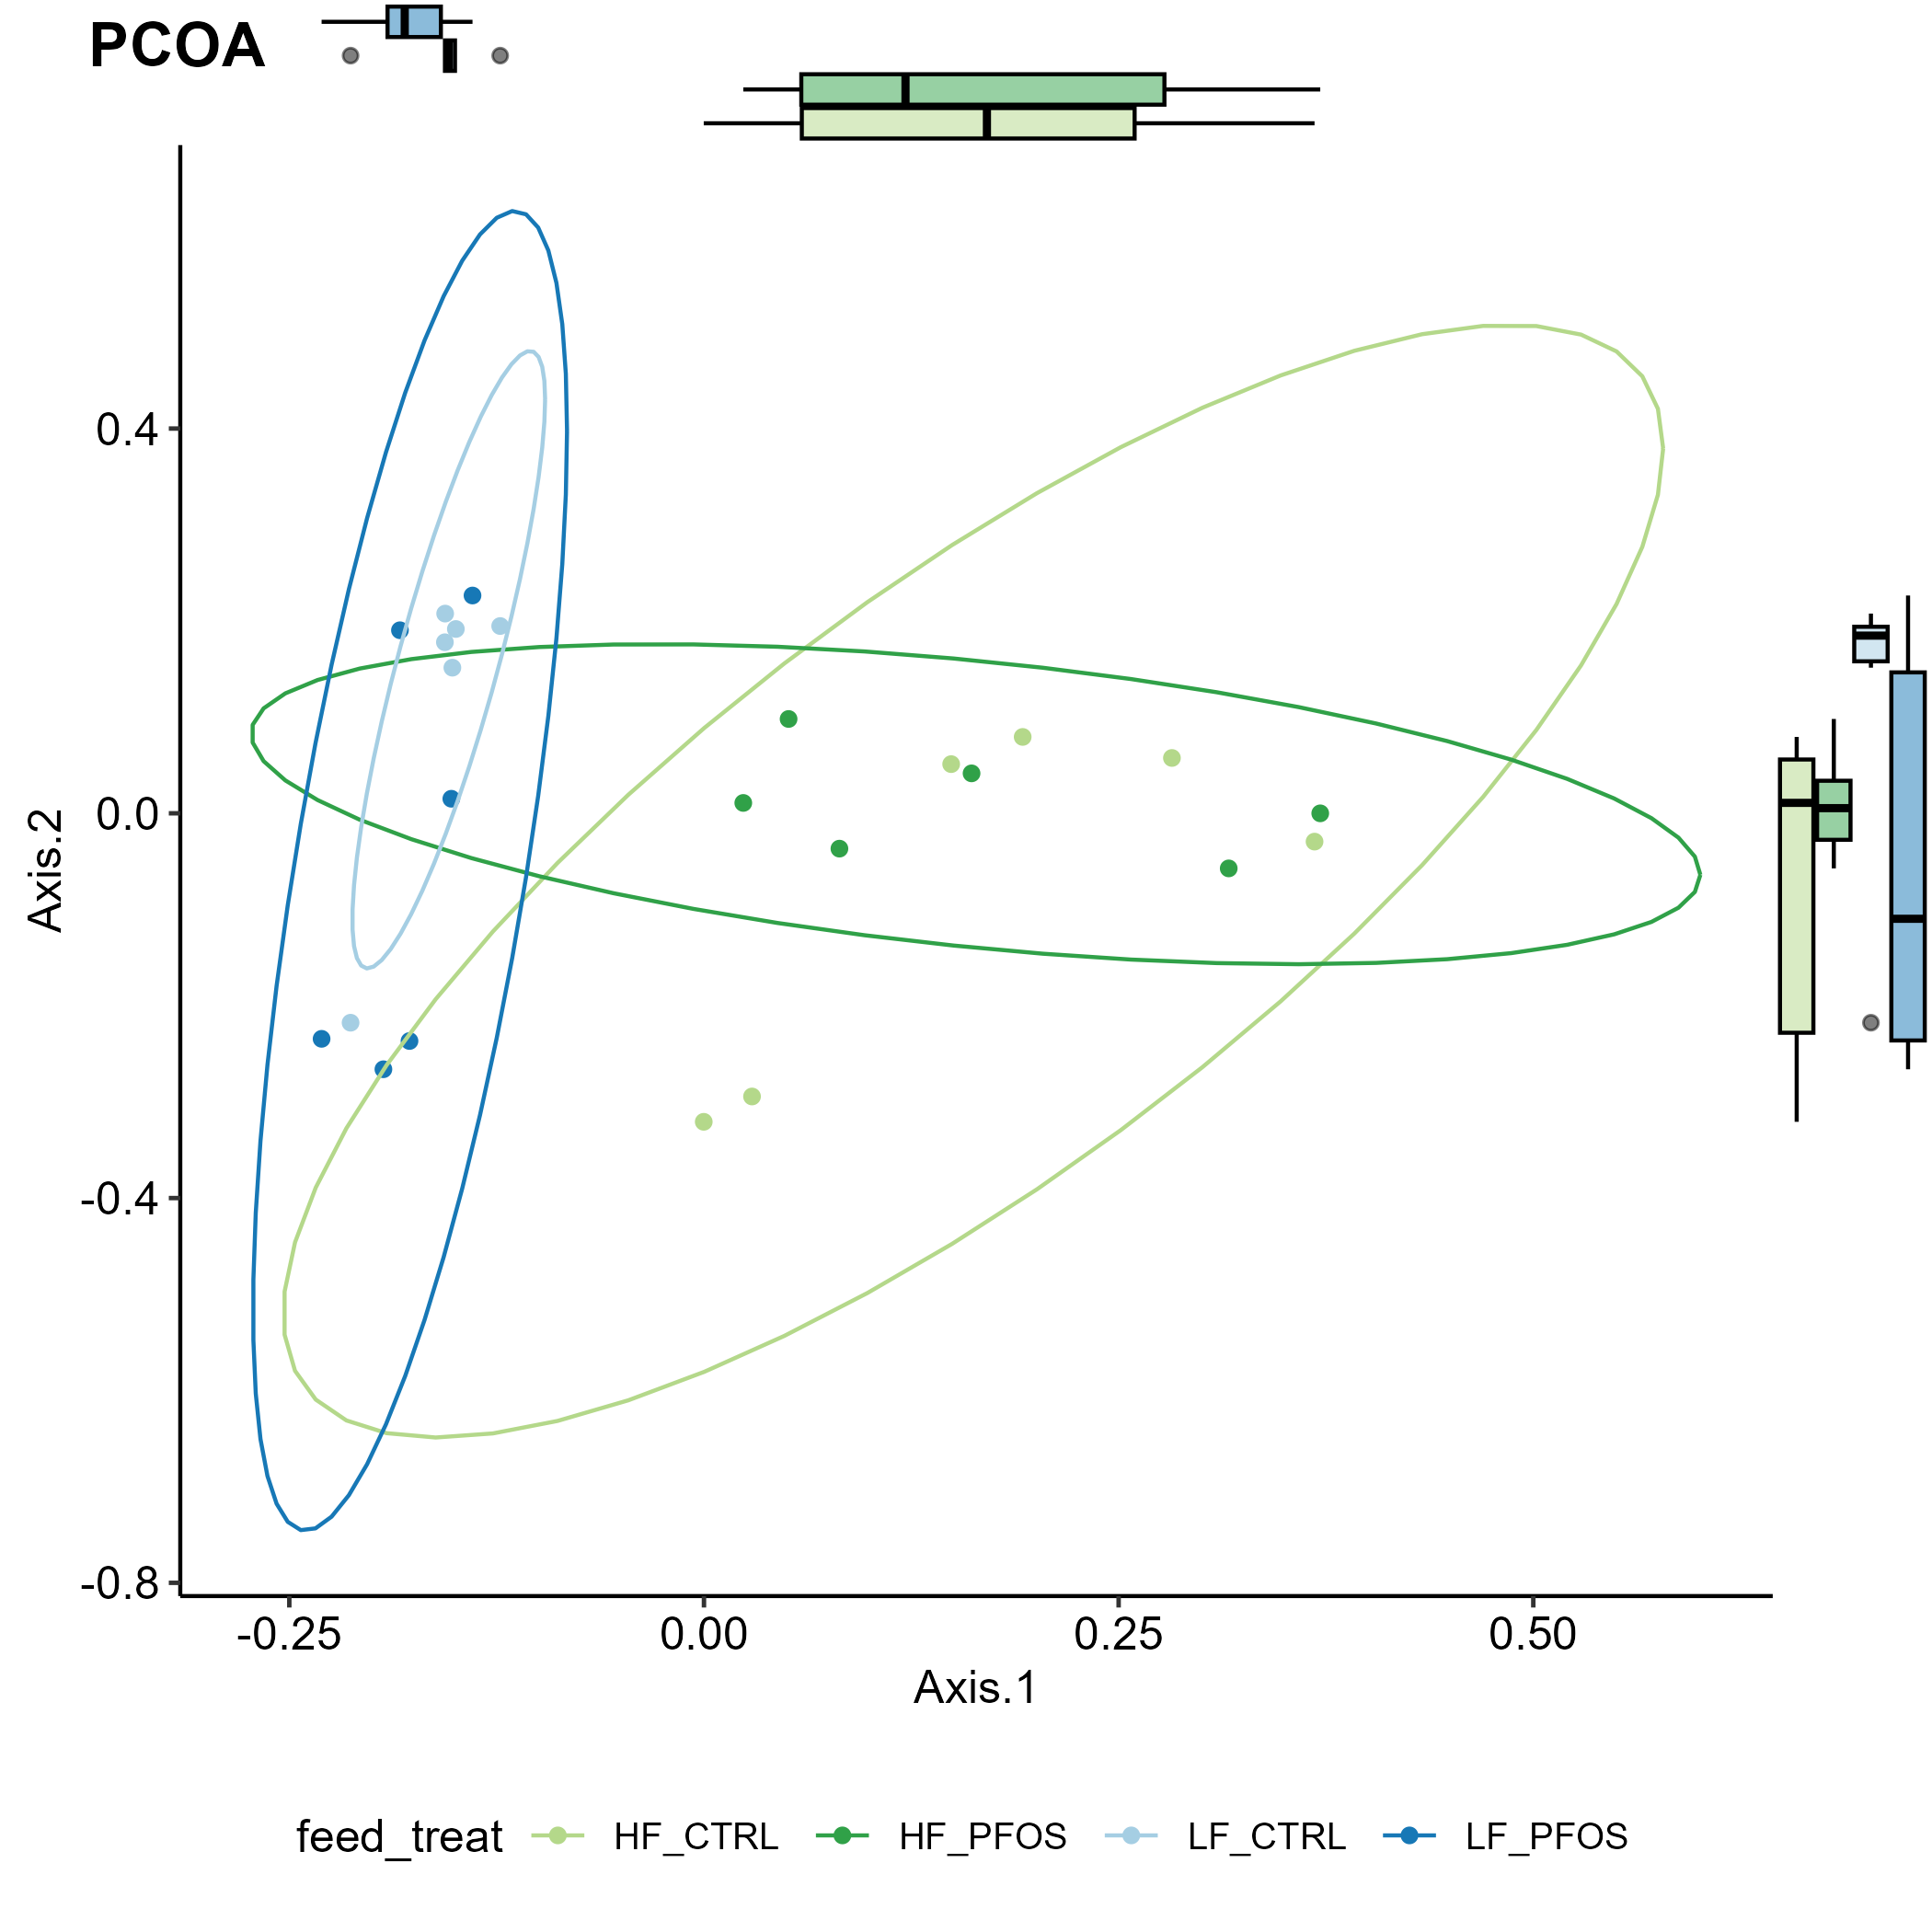 PCOA
0.4
0.0
-0.4
-0.8
Axis.2
-0.25 0.00 0.25 0.50
Axis.1
feed_treat HF_CTRL HF_PFOS LF_CTRL LF_PFOS